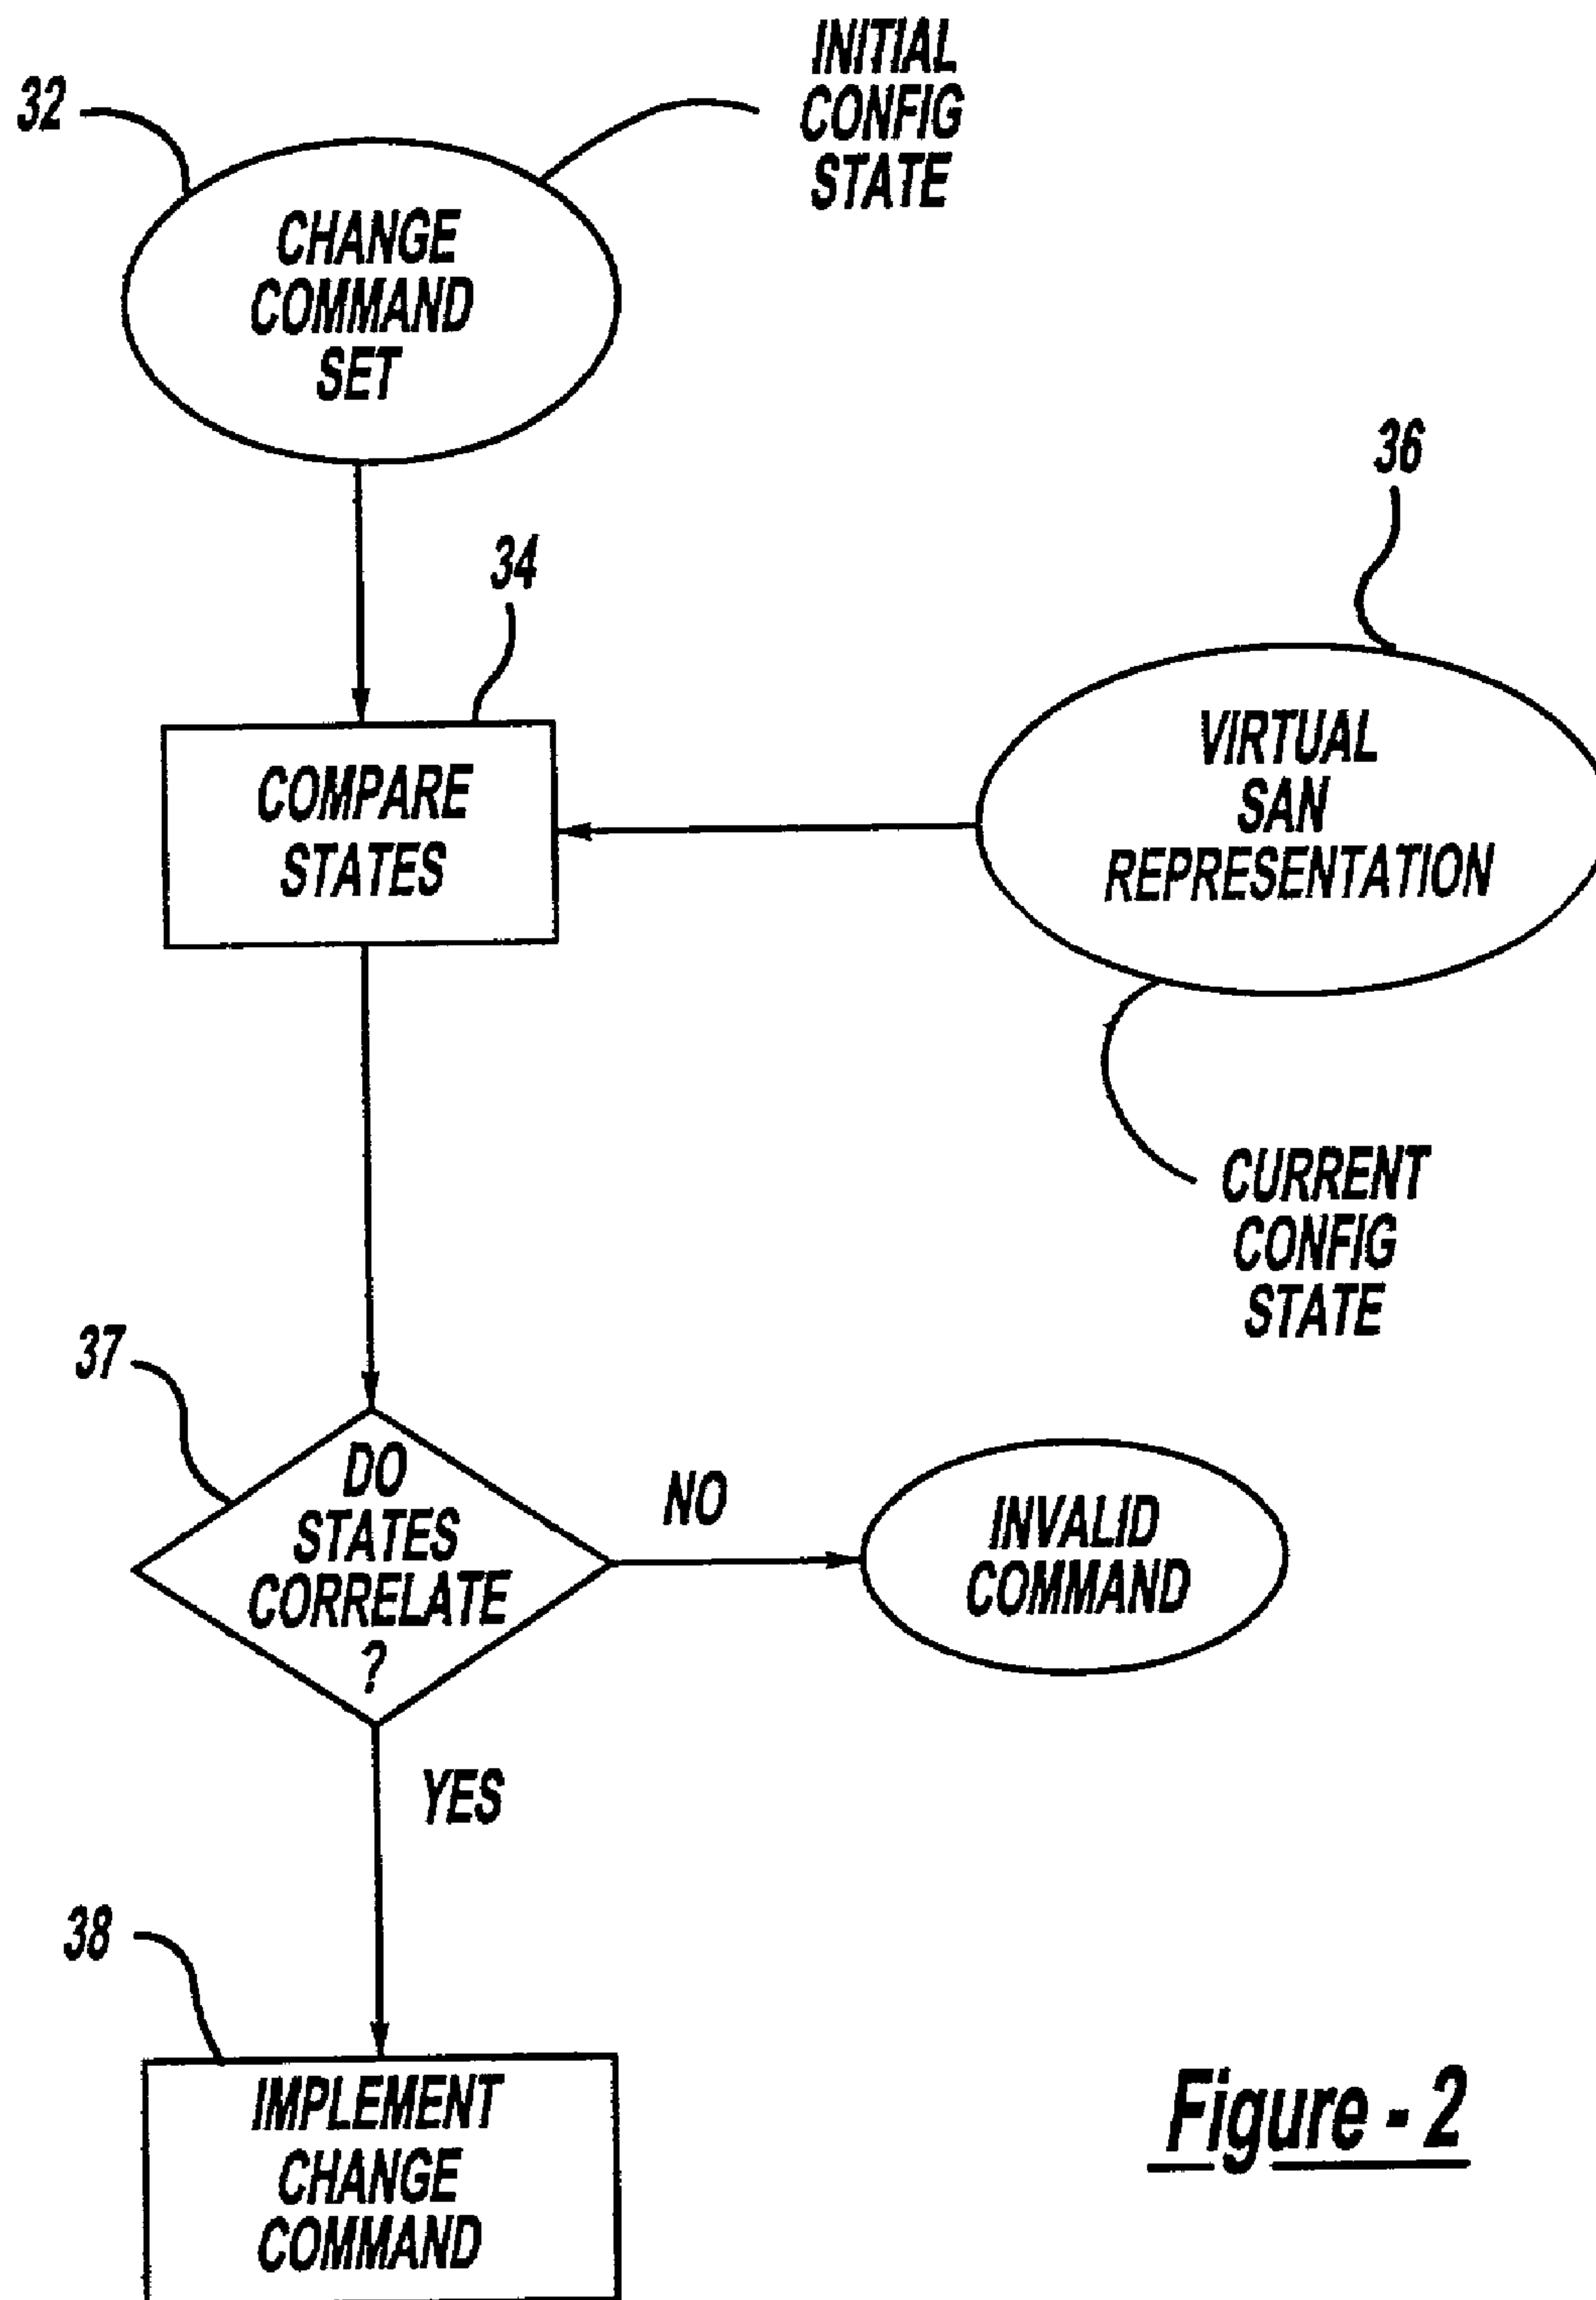 INITIAL
CONFIG
STATE
32
CHANGE
COMMAND
SET
36
34
VIRTUAL
SAN
REPRESENTATION
COMPARE
STATES
CURRENT
CONFIG
STATE
37
DO
STATES
CORRELATE
?
NO
INVALID
COMMAND
YES
38
IMPLEMENT
CHANGE
COMMAND
Figure - 2